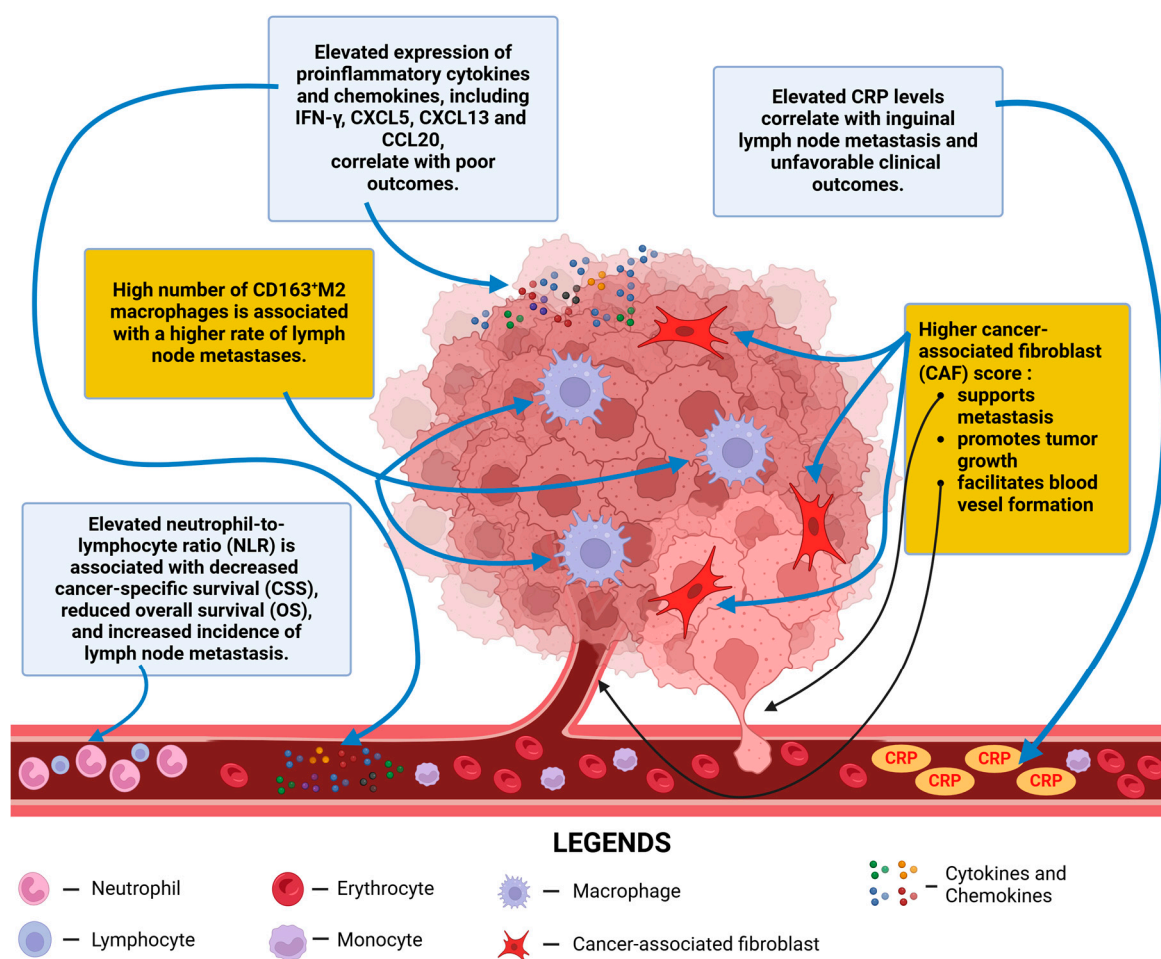 Elevated expression of
proinflammatory cytokines
and chemokines, including
IFN-γ, CXCL5, CXCL13 and
CCL20,
correlate with poor
outcomes.
Elevated CRP levels
correlate with inguinal
lymph node metastasis and
unfavorable clinical
outcomes.
High number of CD163⁺M2
macrophages is associated
with a higher rate of lymph
node metastases.
Higher cancer-
associated fibroblast
(CAF) score :
• supports
metastasis
• promotes tumor
growth
• facilitates blood
vessel formation
Elevated neutrophil-to-
lymphocyte ratio (NLR) is
associated with decreased
cancer-specific survival (CSS),
reduced overall survival (OS),
and increased incidence of
lymph node metastasis.
CRP
CRP
CRP
CRP
LEGENDS
— Neutrophil
— Erythrocyte
— Macrophage
— Cytokines and
Chemokines
— Lymphocyte
— Monocyte
— Cancer-associated fibroblast